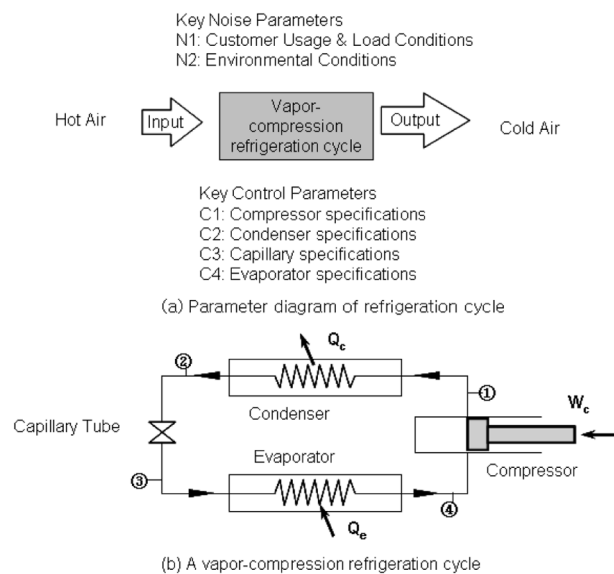 Key Noise Parameters
N1: Customer Usage & Load Conditions
N2: Environmental Conditions
Hot Air
Input
Vapor-
compression
refrigeration cycle
Output
Cold Air
Key Control Parameters
C1: Compressor specifications
C2: Condenser specifications
C3: Capillary specifications
C4: Evaporator specifications
(a) Parameter diagram of refrigeration cycle
Qc
②
①
Condenser
Wc
Capillary Tube
Evaporator
Compressor
③
④
Qe
(b) A vapor-compression refrigeration cycle